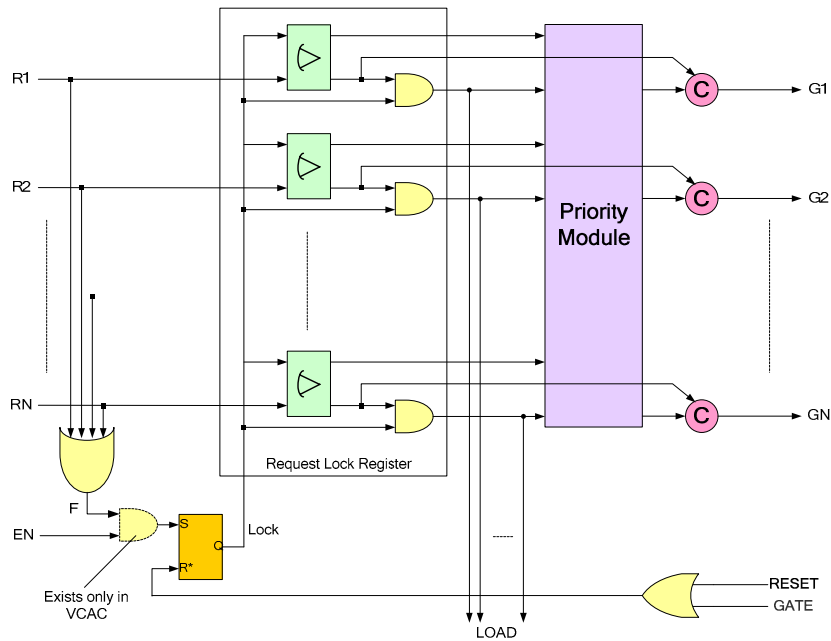 R1
R2
RN
Priority
Module
C
G1
C
G2
C
GN
Request Lock Register
F
EN
S
Q
R*
Lock
Exists only in
VCAC
RESET
GATE
LOAD